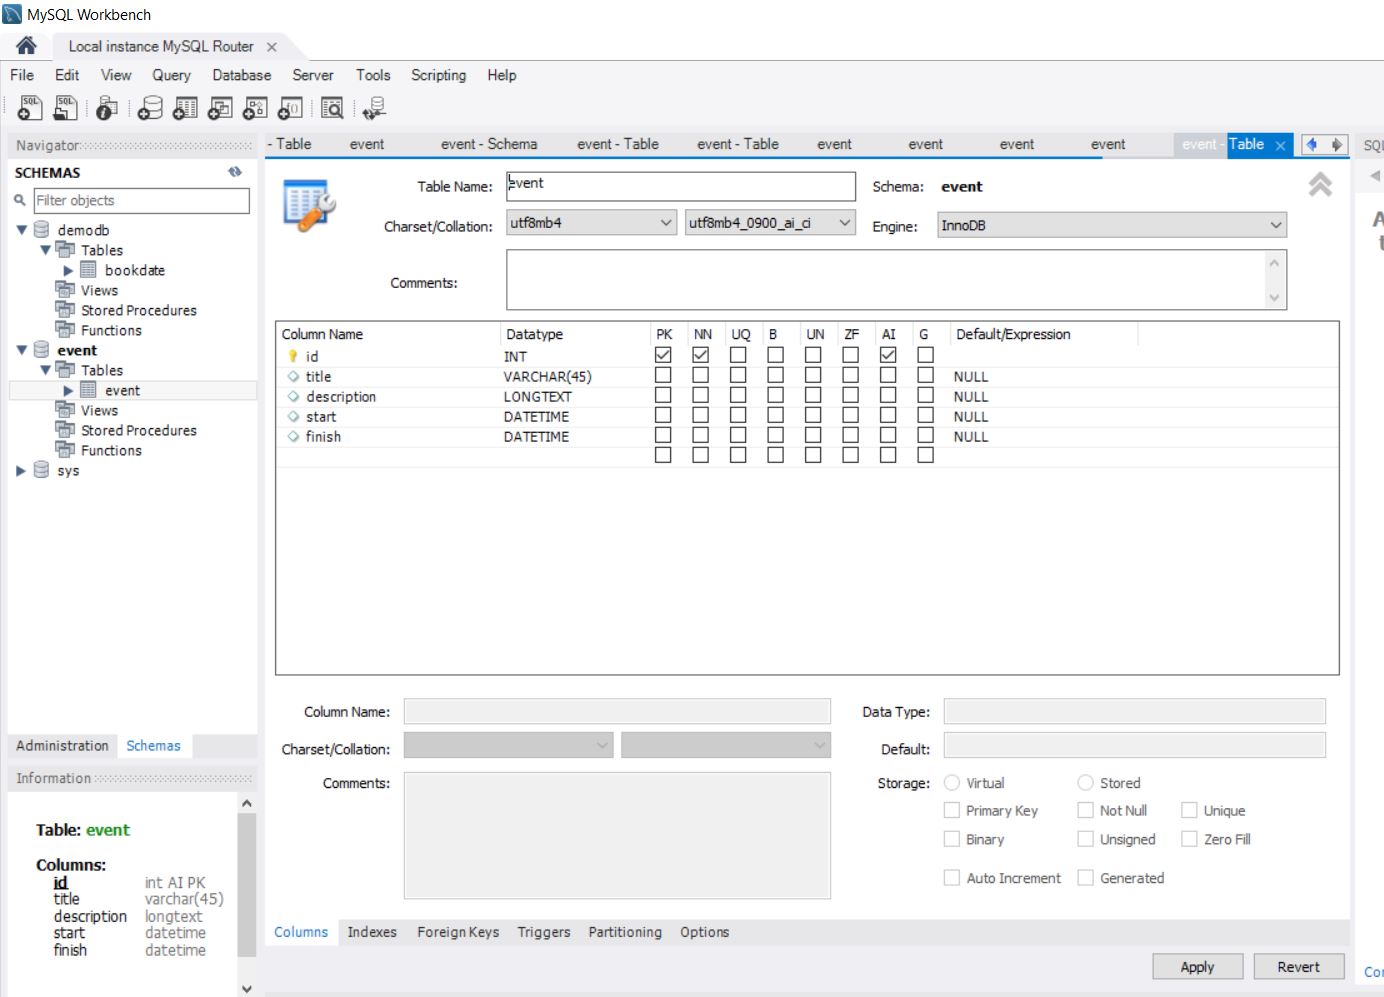 MySQL Workbench
Local instance MySQL Router
File Edit View Query Database Server Tools Scripting Help
Navigator
SCHEMAS
Filter objects
demodb
Tables
bookdate
Views
Stored Procedures
Functions
event
Tables
event
Views
Stored Procedures
Functions
sys
Administration Schemas
Information
Table: event
Columns:
id int AI PK
title varchar(45)
description longtext
start datetime
finish datetime
- Table event event - Schema event - Table event - Table event event event event event - Table
Table Name: event Schema: event
Charset/Collation: utf8mb4 utf8mb4_0900_ai_ci Engine: InnoDB
Comments:
Column Name Datatype PK NN UQ B UN ZF AI G Default/Expression
id INT
title VARCHAR(45) NULL
description LONGTEXT NULL
start DATETIME NULL
finish DATETIME NULL
Column Name: Data Type:
Charset/Collation: Default:
Comments: Storage: Virtual Stored
Primary Key Not Null Unique
Binary Unsigned Zero Fill
Auto Increment Generated
Columns Indexes Foreign Keys Triggers Partitioning Options
Apply Revert